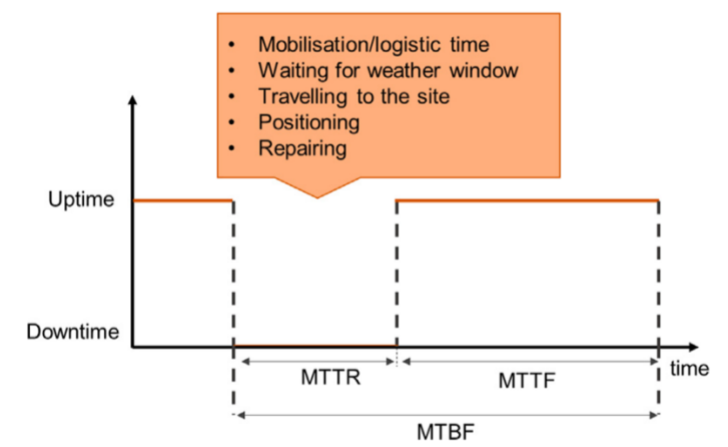 • Mobilisation/logistic time
• Waiting for weather window
• Travelling to the site
• Positioning
• Repairing
Uptime
Downtime
time
MTTR
MTTF
MTBF